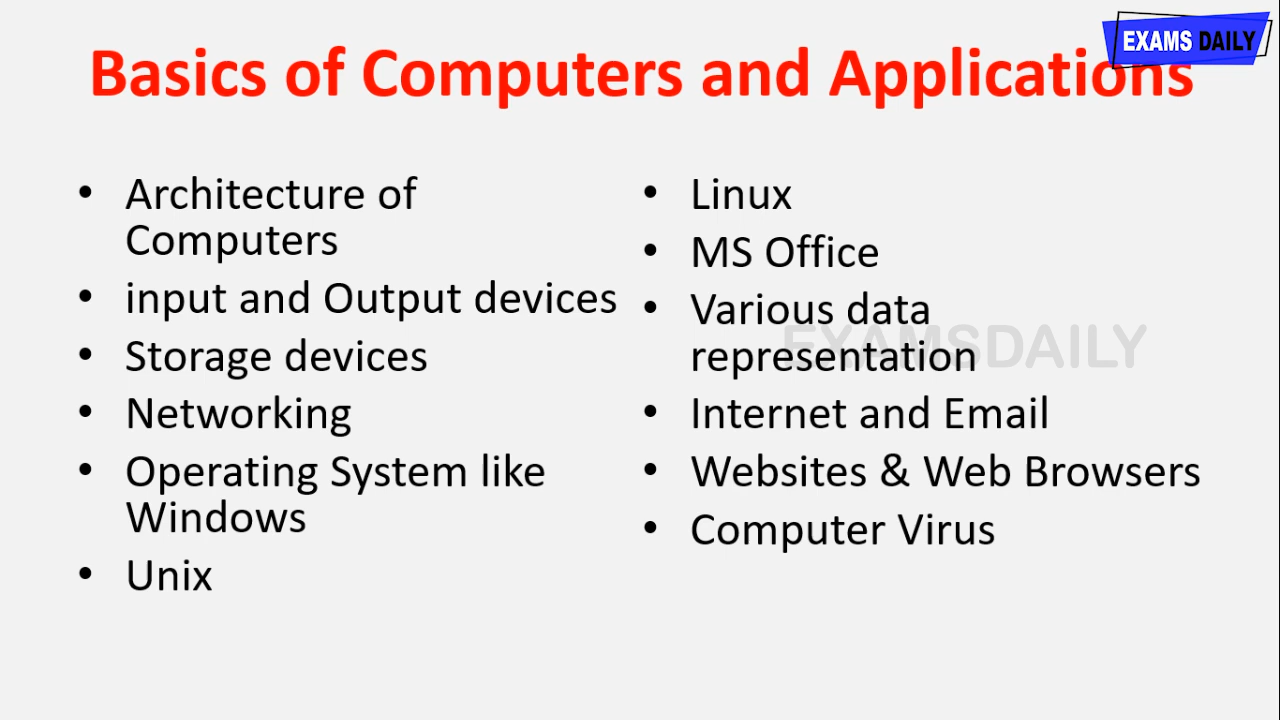 EXAMS DAILY
Basics of Computers and Applications
• Architecture of
Computers
• input and Output devices
• Storage devices
• Networking
• Operating System like
Windows
• Unix
• Linux
• MS Office
• Various data
representation
• Internet and Email
• Websites & Web Browsers
• Computer Virus
EXAMSDAILY